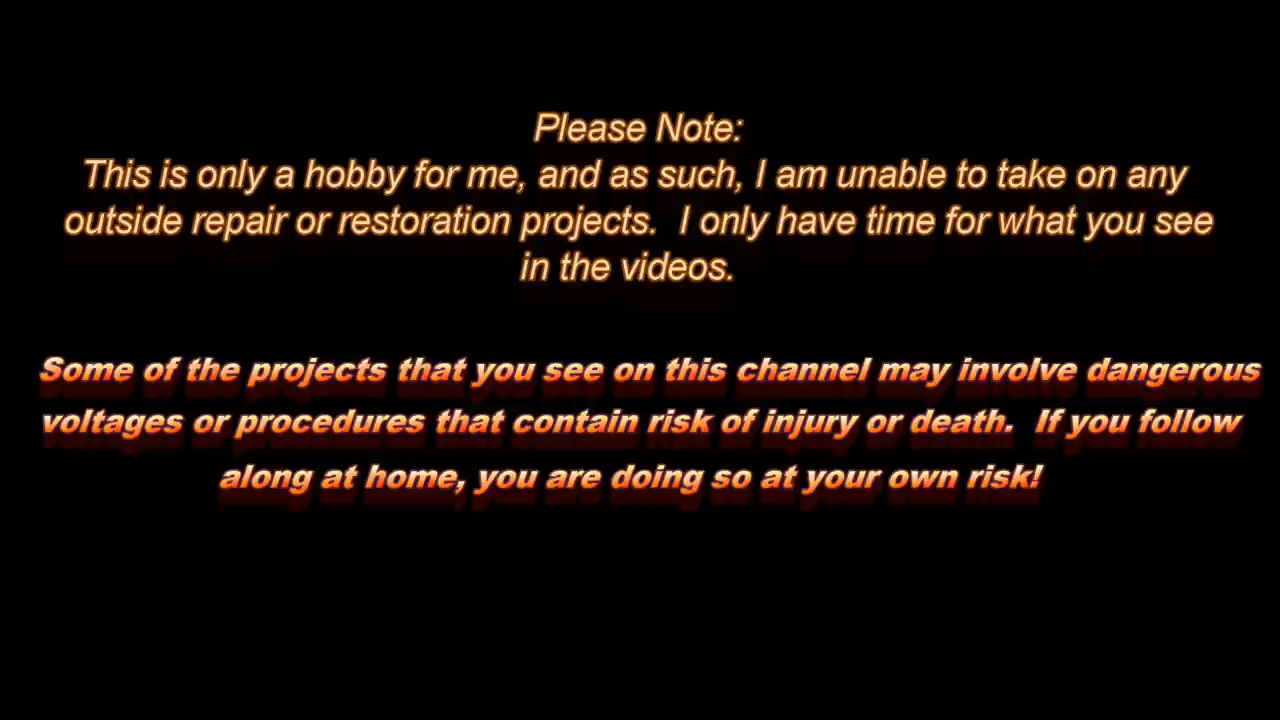 Please Note:
This is only a hobby for me, and as such, I am unable to take on any
outside repair or restoration projects.  I only have time for what you see
in the videos.
Some of the projects that you see on this channel may involve dangerous
voltages or procedures that contain risk of injury or death.  If you follow
along at home, you are doing so at your own risk!